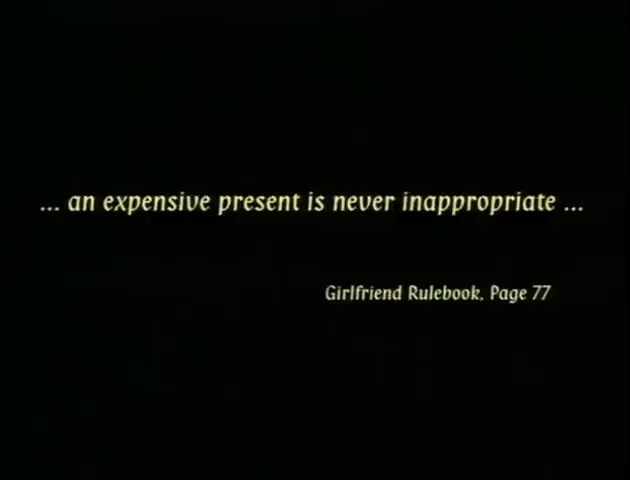 ... an expensive present is never inappropriate ...
Girlfriend Rulebook, Page 77